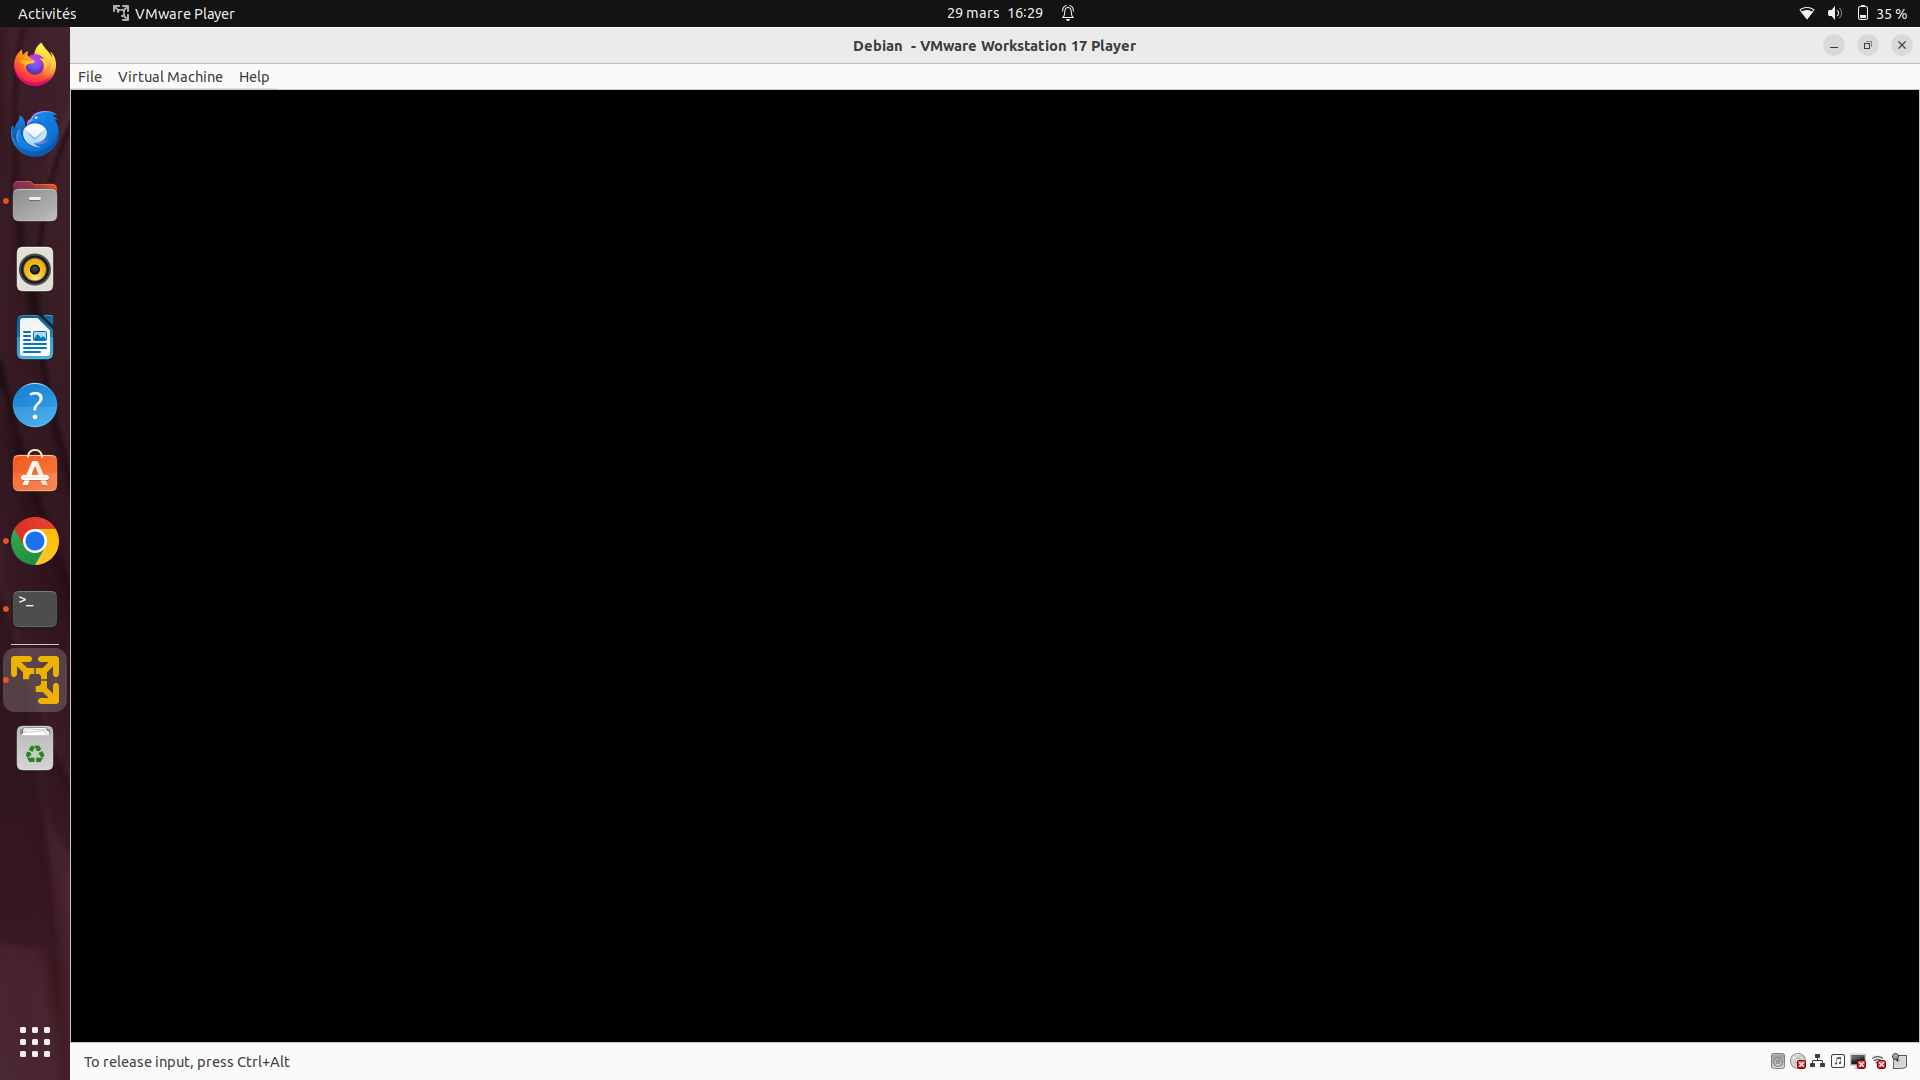 Activités VMware Player 29 mars 16:29 35 %
Debian - VMware Workstation 17 Player
File Virtual Machine Help
>_
To release input, press Ctrl+Alt